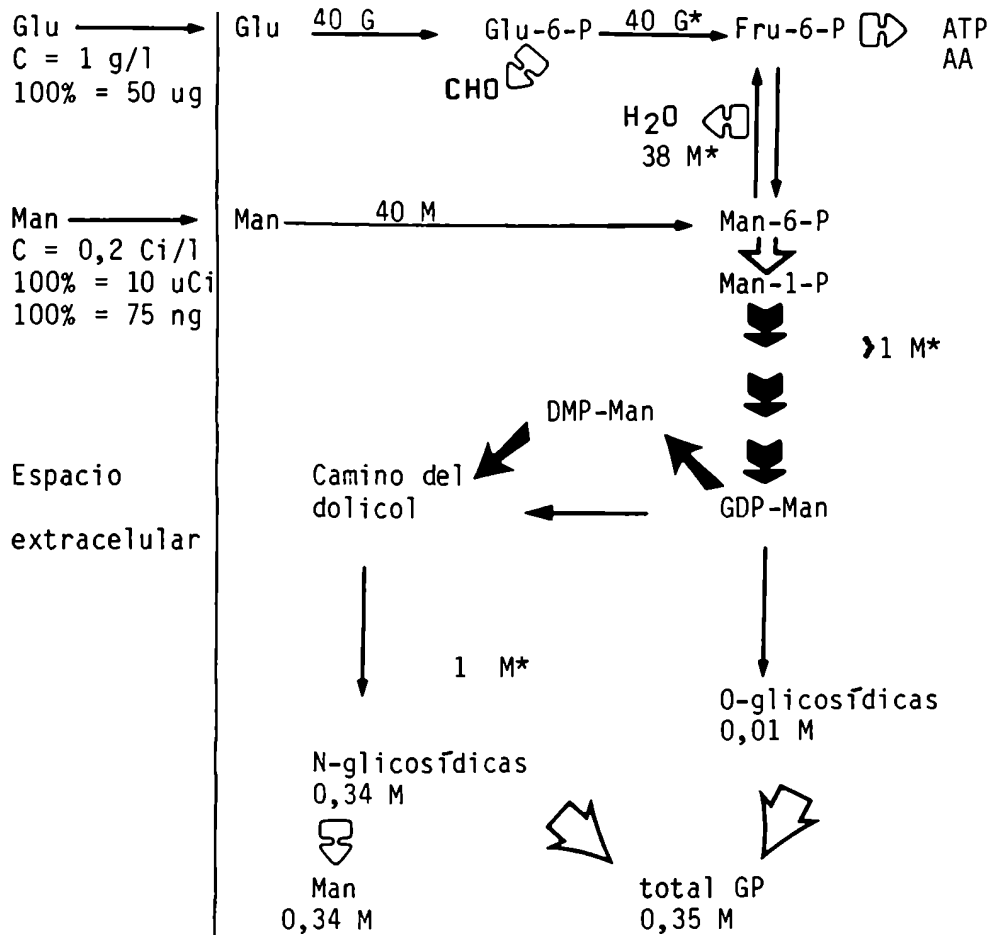 Glu Glu 40 G Glu-6-P 40 G* Fru-6-P ATP
C = 1 g/l AA
100% = 50 ug
CHO
H2O
38 M*
Man Man 40 M Man-6-P
C = 0,2 Ci/l
100% = 10 uCi Man-1-P
100% = 75 ng
>1 M*
DMP-Man
Espacio Camino del
dolicol GDP-Man
extracelular
1 M*
O-glicosídicas
0,01 M
N-glicosídicas
0,34 M
Man total GP
0,34 M 0,35 M